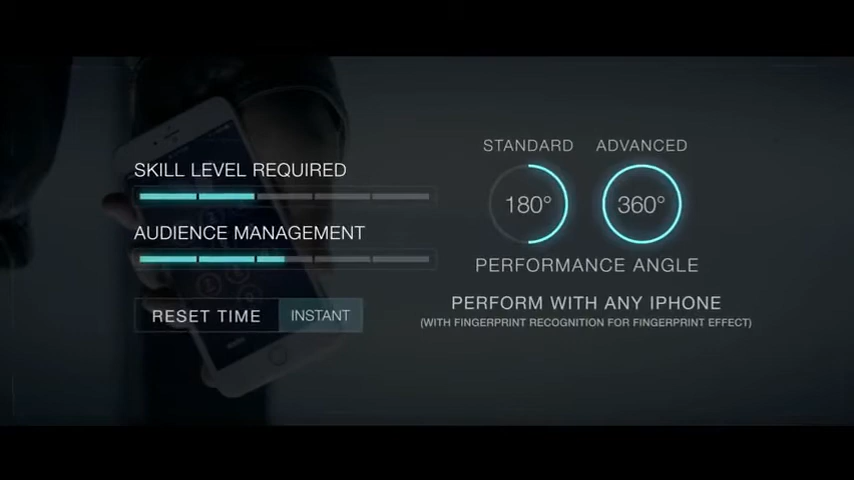 SKILL LEVEL REQUIRED
AUDIENCE MANAGEMENT
RESET TIME INSTANT
STANDARD ADVANCED
180° 360°
PERFORMANCE ANGLE
PERFORM WITH ANY IPHONE
(WITH FINGERPRINT RECOGNITION FOR FINGERPRINT EFFECT)